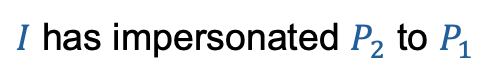 I has impersonated P₂ to P₁